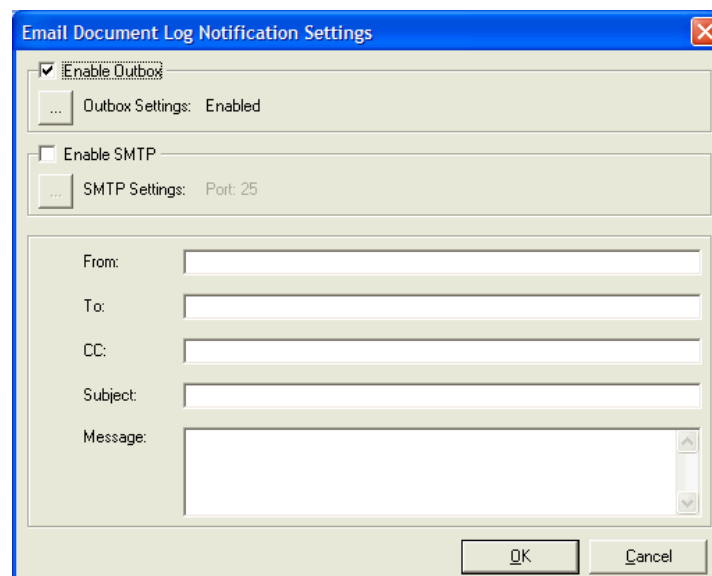 Email Document Log Notification Settings
Enable Outbox
... Outbox Settings: Enabled
Enable SMTP
... SMTP Settings: Port: 25
From:
To:
CC:
Subject:
Message:
OK Cancel